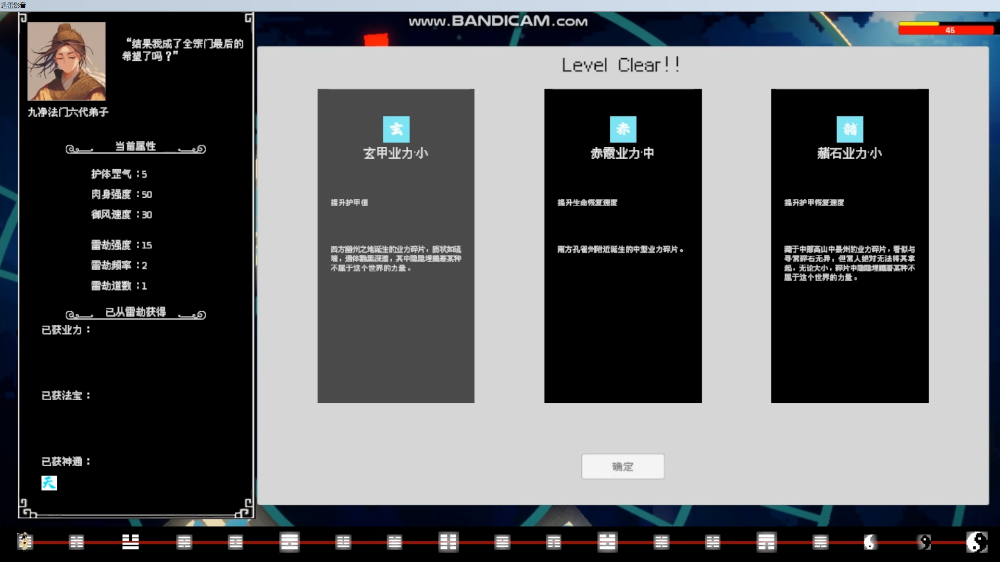 迅雷影音
www.BANDICAM.com
46
“结果我成了全宗门最后的
希望了吗？”
九净法门六代弟子
当前属性
护体罡气：5
肉身强度：50
御风速度：30
雷劫强度：15
雷劫频率：2
雷劫道数：1
已从雷劫获得
已获业力：
已获法宝：
已获神通：
天
Level Clear!!
玄
玄甲业力·小
提升护甲值
西方幽州之地诞生的业力碎片，质状如琉
璃，通体黝黑深邃，其中隐隐埋藏着某种
不属于这个世界的力量。
赤
赤霞业力·中
提升生命恢复速度
南方孔雀州附近诞生的中型业力碎片。
赭
赭石业力·小
提升护甲恢复速度
藏于中部高山中景州的业力碎片，看似与
寻常碎石无异，但常人绝对无法将其拿
起，无论大小，碎片中隐隐埋藏着某种不
属于这个世界的力量。
确定